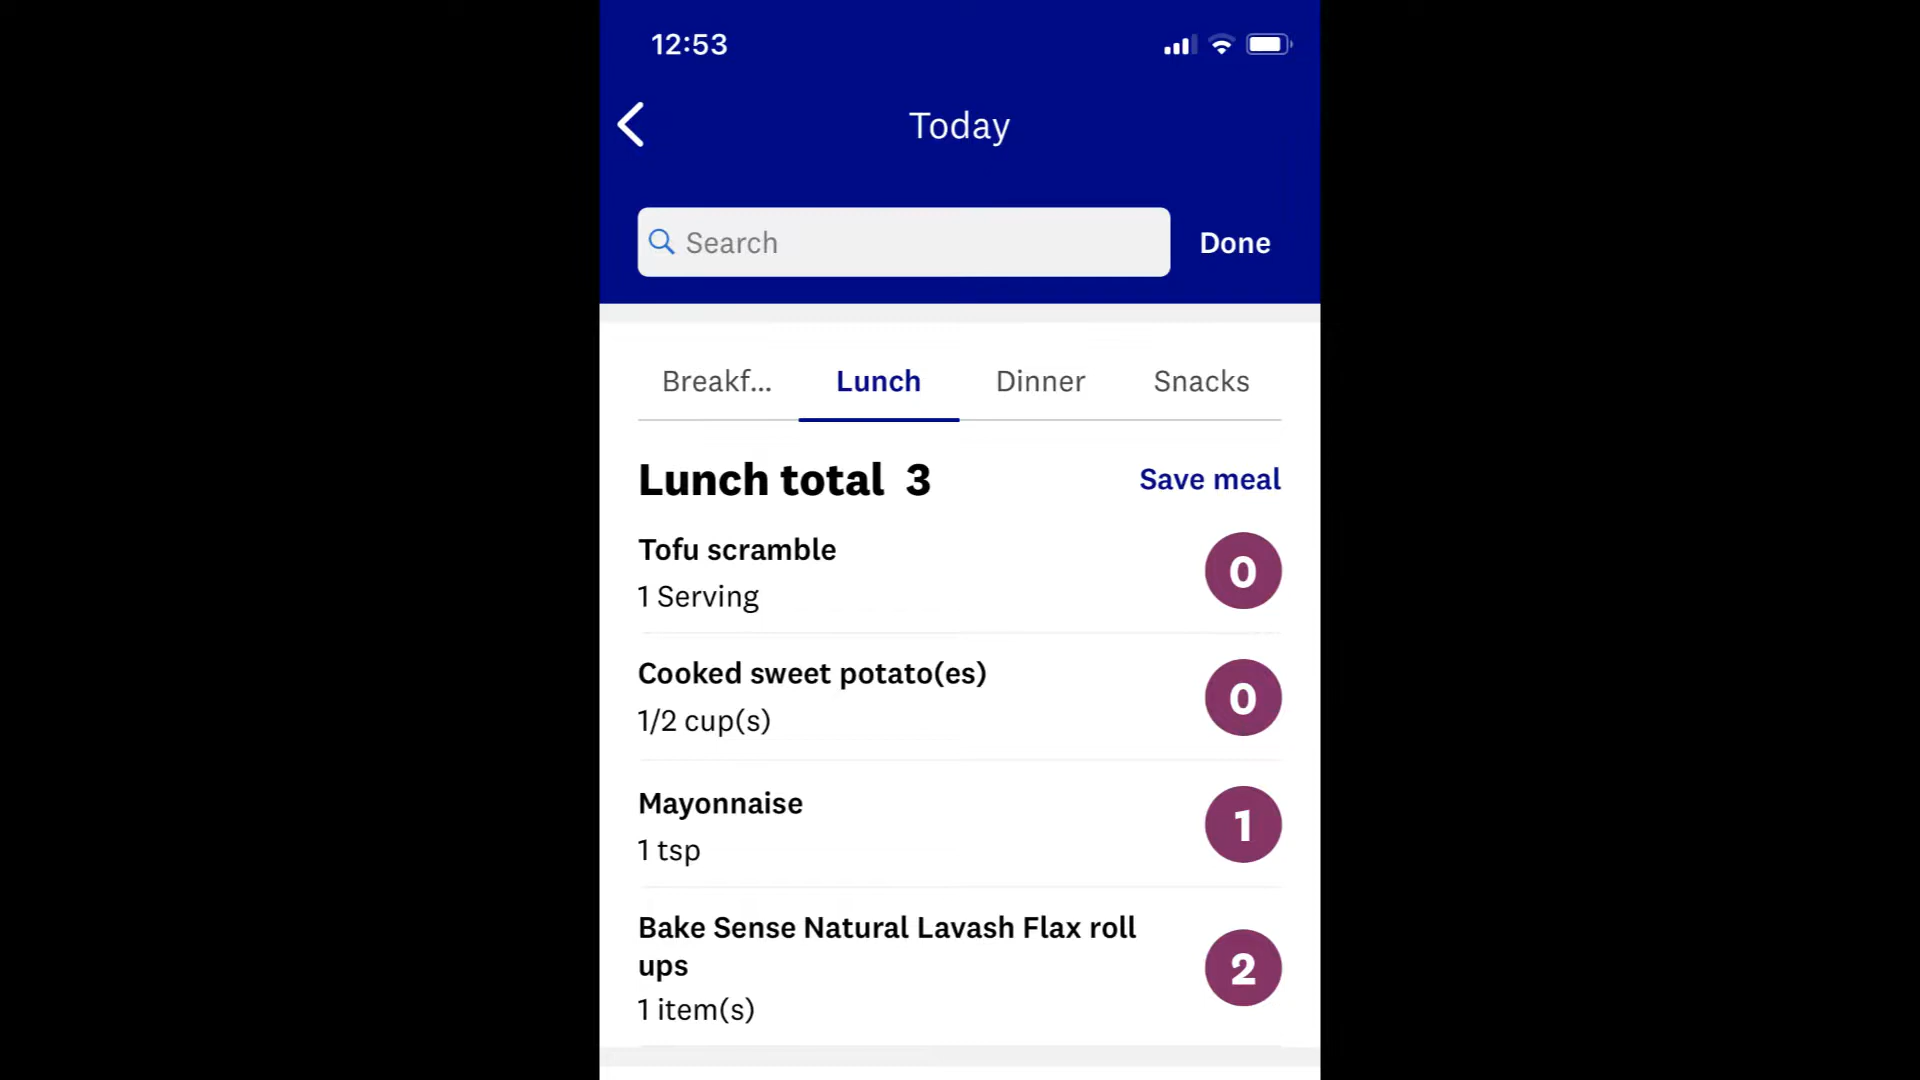 12:53
Today
Search
Done
Breakf...
Lunch
Dinner
Snacks
Lunch total 3
Save meal
Tofu scramble
1 Serving
0
Cooked sweet potato(es)
1/2 cup(s)
0
Mayonnaise
1 tsp
1
Bake Sense Natural Lavash Flax roll
ups
1 item(s)
2